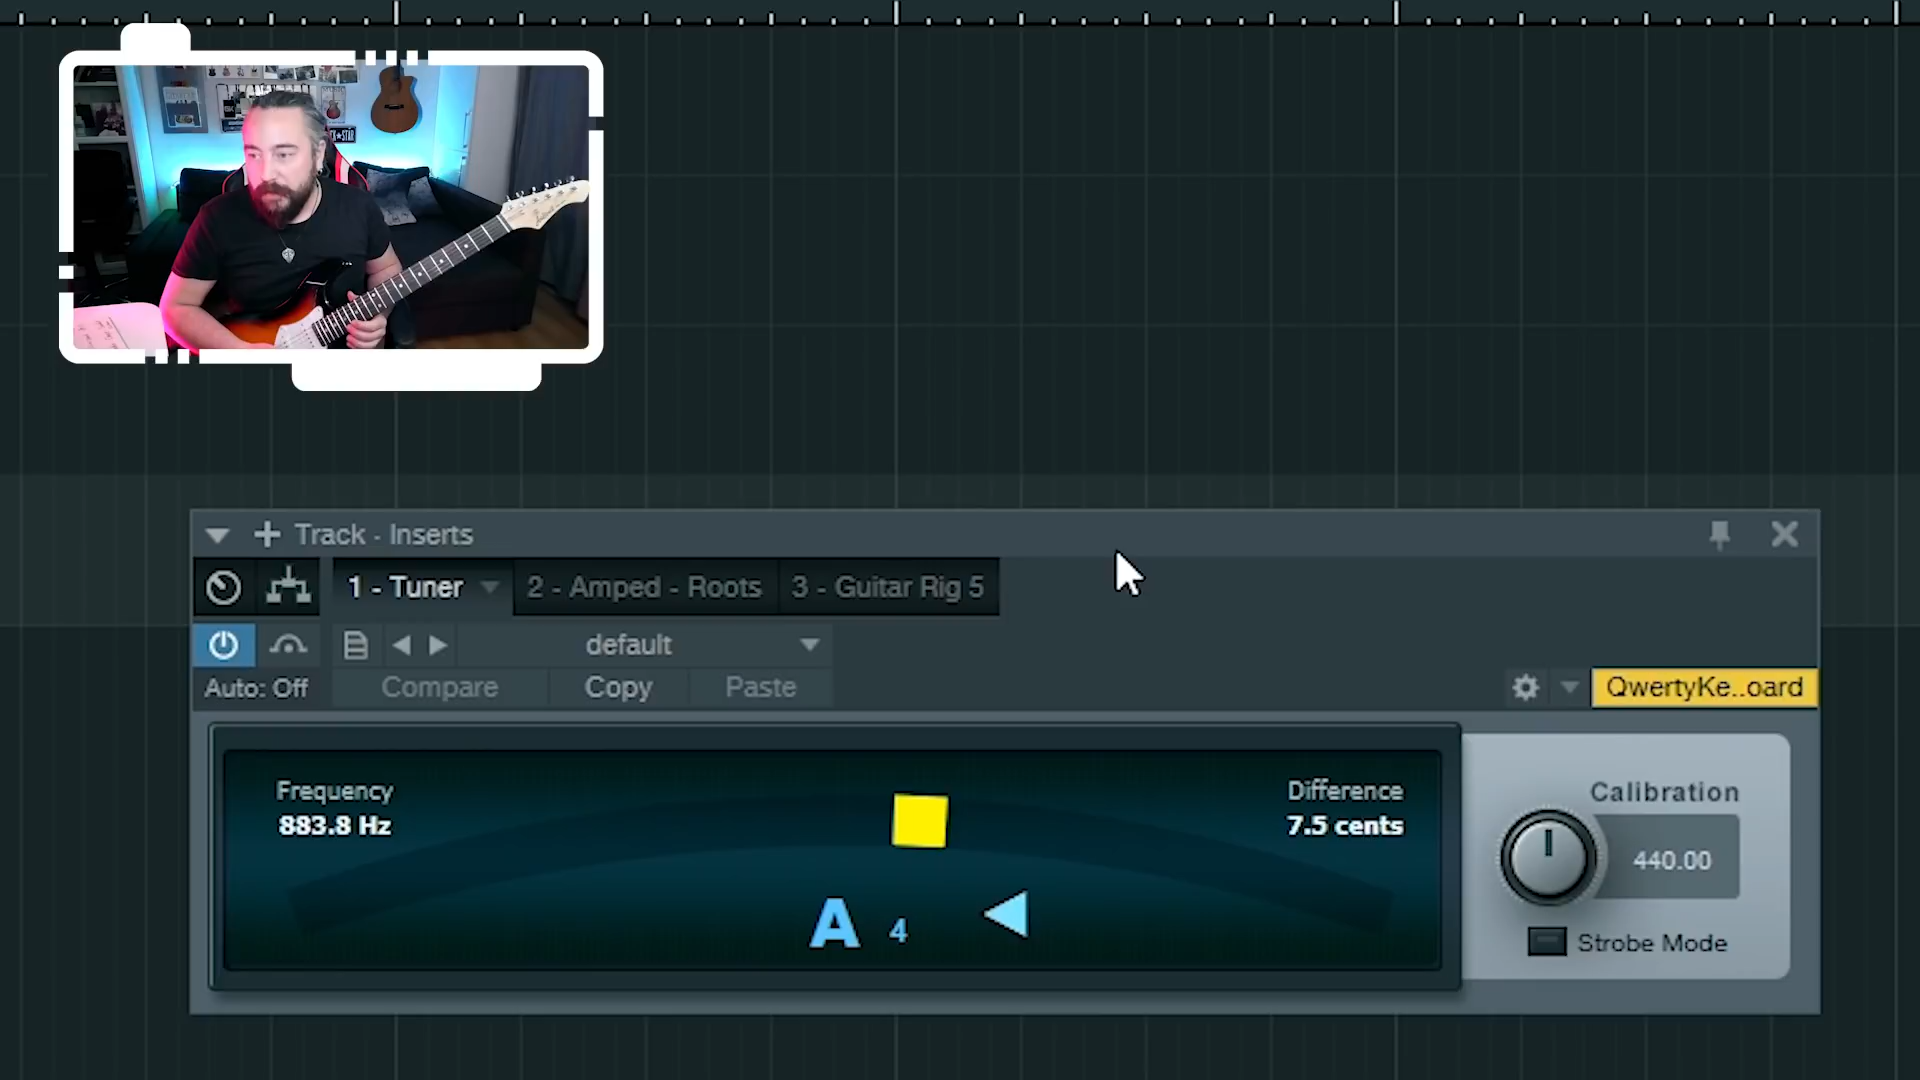 Track - Inserts
1 - Tuner
2 - Amped - Roots
3 - Guitar Rig 5
default
Auto: Off
Compare
Copy
Paste
QwertyKe..oard
Frequency
883.8 Hz
Difference
7.5 cents
A 4
Calibration
440.00
Strobe Mode